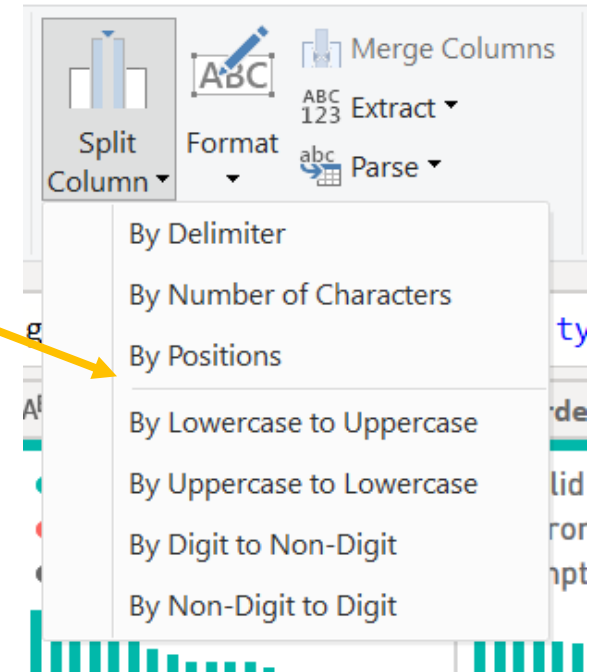 Split
Column
ABC
Format
Merge Columns
ABC
123 Extract
abc Parse
By Delimiter
By Number of Characters
By Positions
By Lowercase to Uppercase
By Uppercase to Lowercase
By Digit to Non-Digit
By Non-Digit to Digit